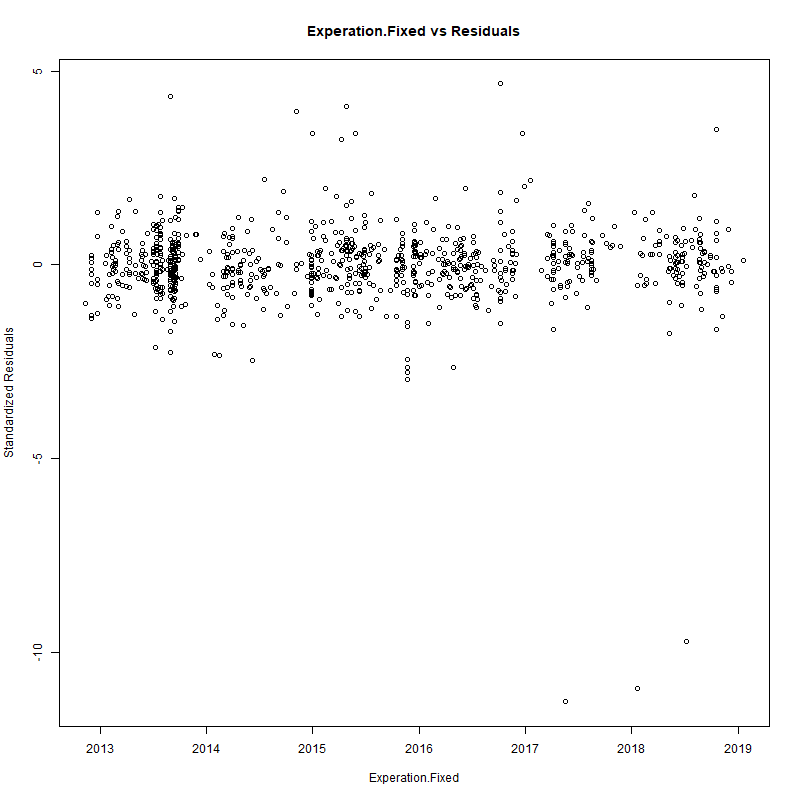 Experation.Fixed vs Residuals
5
0
-5
-10
Standardized Residuals
2013 2014 2015 2016 2017 2018 2019
Experation.Fixed